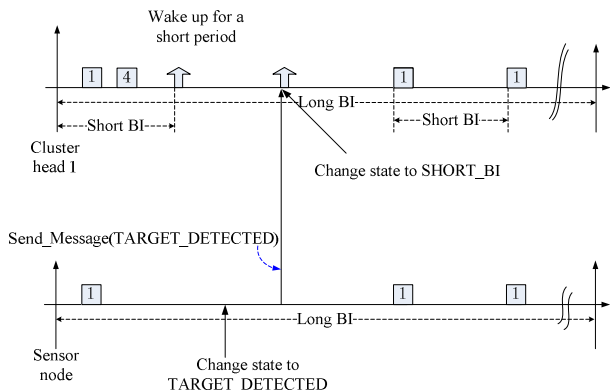 Wake up for a
short period
1
4
1
1
Long BI
Short BI
Short BI
Cluster
head 1
Change state to SHORT_BI
Send_Message(TARGET_DETECTED)
1
1
1
Long BI
Sensor
node
Change state to
TARGET_DETECTED